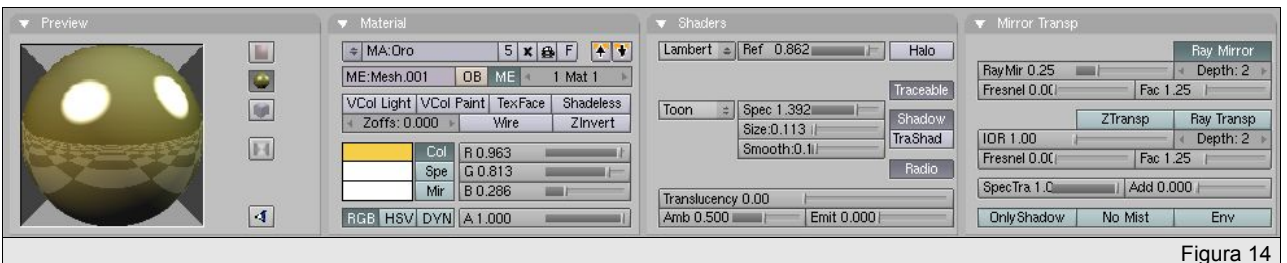 Preview
Material
MA:Oro 5 F
ME:Mesh.001 OB ME 1 Mat 1
VCol Light VCol Paint TexFace Shadeless
Zoffs: 0.000 Wire ZInvert
Col R 0.963
Spe G 0.813
Mir B 0.286
RGB HSV DYN A 1.000
Shaders
Lambert Ref 0.862 Halo
Traceable
Toon Spec 1.392 Shadow
Size:0.113 TraShad
Smooth:0.1
Radio
Translucency 0.00
Amb 0.500 Emit 0.000
Mirror Transp
Ray Mirror
RayMir 0.25 Depth: 2
Fresnel 0.0 Fac 1.25
ZTransp Ray Transp
IOR 1.00 Depth: 2
Fresnel 0.0 Fac 1.25
SpecTra 1.0 Add 0.000
OnlyShadow No Mist Env
Figura 14